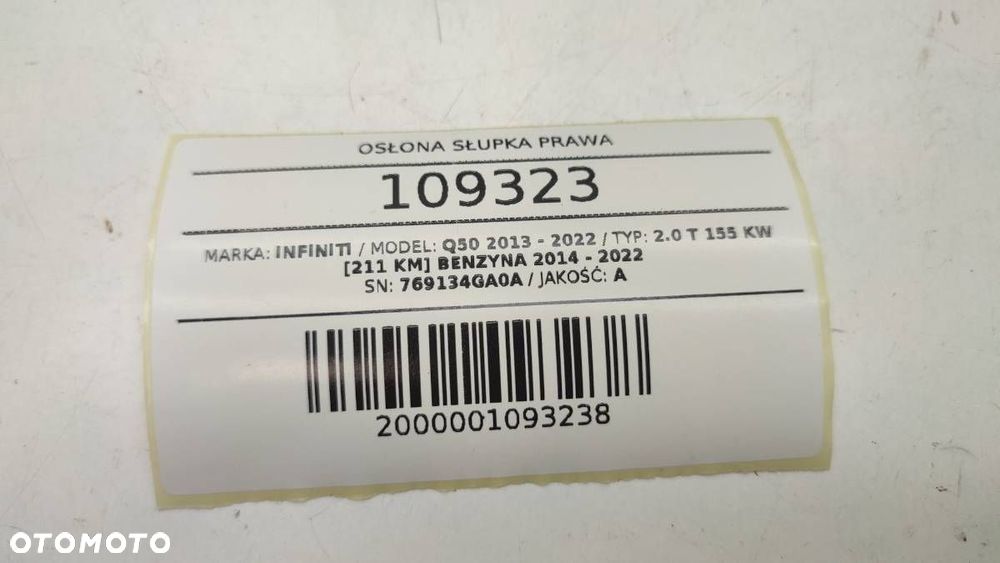 OSŁONA SŁUPKA PRAWA
109323
MARKA: INFINITI / MODEL: Q50 2013 - 2022 / TYP: 2.0 T 155 KW
[211 KM] BENZYNA 2014 - 2022
SN: 769134GA0A / JAKOŚĆ: A
2000001093238
OTOMOTO